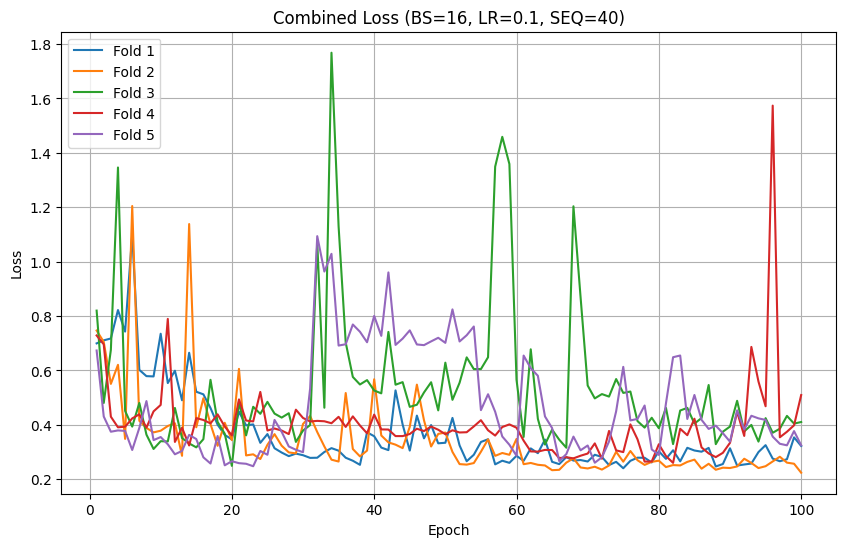 Combined Loss (BS=16, LR=0.1, SEQ=40)
Fold 1
Fold 2
Fold 3
Fold 4
Fold 5
Loss
1.8
1.6
1.4
1.2
1.0
0.8
0.6
0.4
0.2
0 20 40 60 80 100
Epoch